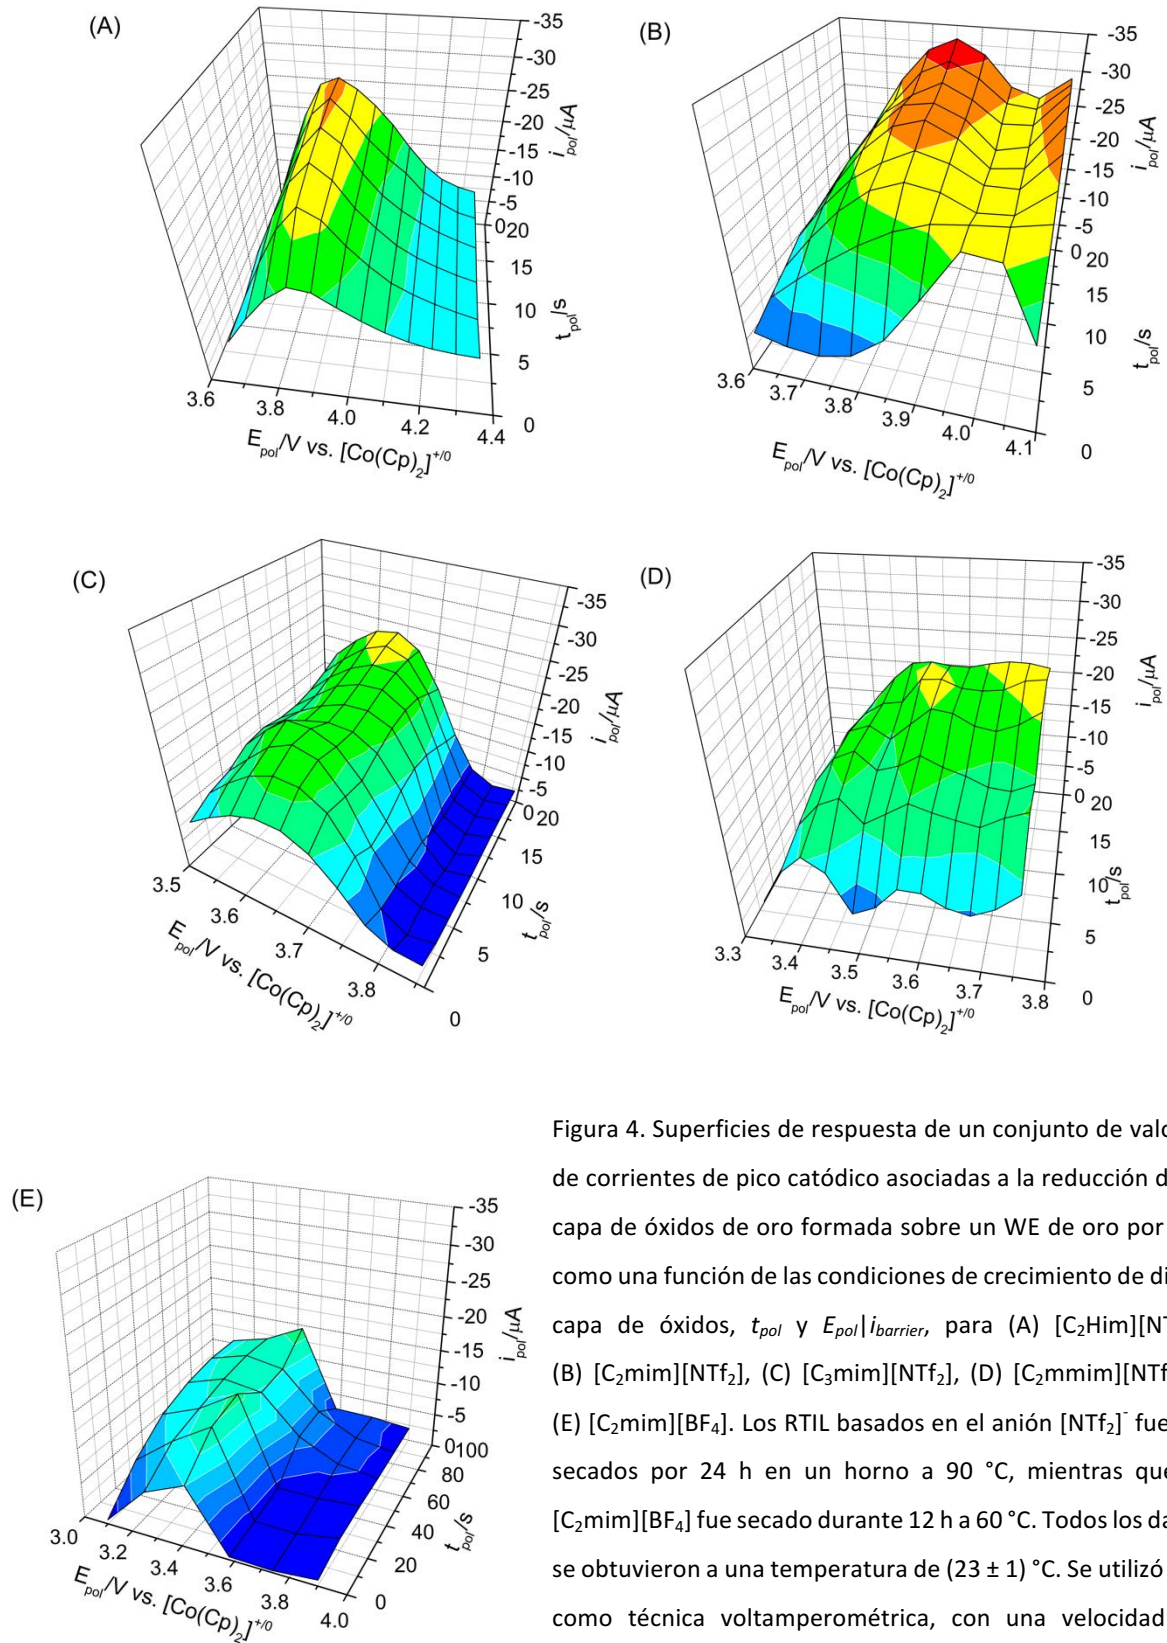 (A)
-35
-30
-25
-20
-15
-10
-5
0
i_pol/µA
20
15
10
5
0
t_pol/s
3.6 3.8 4.0 4.2 4.4
E_pol/V vs. [Co(Cp)₂]⁺/⁰
(B)
-35
-30
-25
-20
-15
-10
-5
0
i_pol/µA
20
15
10
5
0
t_pol/s
3.6 3.7 3.8 3.9 4.0 4.1
E_pol/V vs. [Co(Cp)₂]⁺/⁰
(C)
-35
-30
-25
-20
-15
-10
-5
0
i_pol/µA
20
15
10
5
0
t_pol/s
3.5 3.6 3.7 3.8
E_pol/V vs. [Co(Cp)₂]⁺/⁰
(D)
-35
-30
-25
-20
-15
-10
-5
0
i_pol/µA
20
15
10
5
0
t_pol/s
3.3 3.4 3.5 3.6 3.7 3.8
E_pol/V vs. [Co(Cp)₂]⁺/⁰
(E)
-35
-30
-25
-20
-15
-10
-5
0
i_pol/µA
100
80
60
40
20
0
t_pol/s
3.0 3.2 3.4 3.6 3.8 4.0
E_pol/V vs. [Co(Cp)₂]⁺/⁰
Figura 4. Superficies de respuesta de un conjunto de valo
de corrientes de pico catódico asociadas a la reducción d
capa de óxidos de oro formada sobre un WE de oro por
como una función de las condiciones de crecimiento de di
capa de óxidos, t_pol y E_pol|i_barrier, para (A) [C₂Him][NT
(B) [C₂mim][NTf₂], (C) [C₃mim][NTf₂], (D) [C₂mmim][NTf
(E) [C₂mim][BF₄]. Los RTIL basados en el anión [NTf₂]⁻ fue
secados por 24 h en un horno a 90 °C, mientras que
[C₂mim][BF₄] fue secado durante 12 h a 60 °C. Todos los da
se obtuvieron a una temperatura de (23 ± 1) °C. Se utilizó
como técnica voltamperométrica, con una velocidad